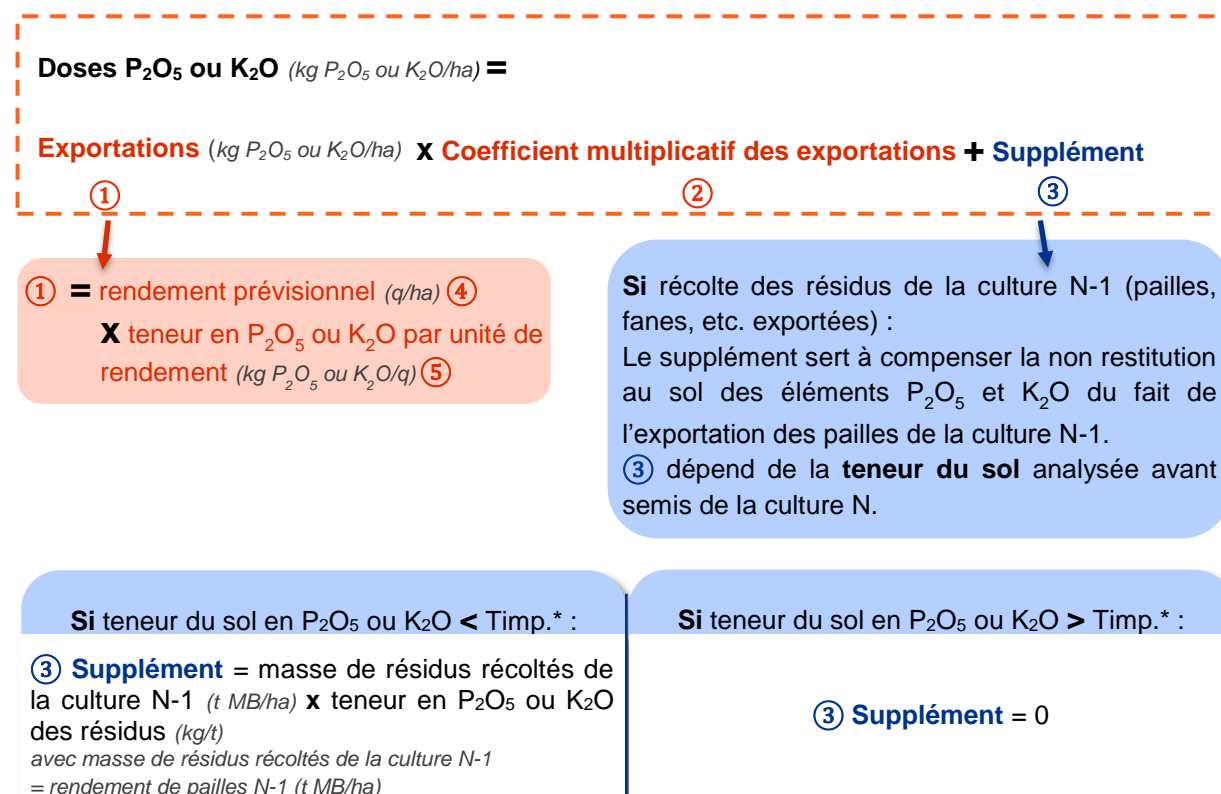 Doses P₂O₅ ou K₂O (kg P₂O₅ ou K₂O/ha) =
Exportations (kg P₂O₅ ou K₂O/ha) x Coefficient multiplicatif des exportations + Supplément
① ② ③
① = rendement prévisionnel (q/ha) ④
X teneur en P₂O₅ ou K₂O par unité de
rendement (kg P₂O₅ ou K₂O/q) ⑤
Si récolte des résidus de la culture N-1 (pailles,
fanes, etc. exportées) :
Le supplément sert à compenser la non restitution
au sol des éléments P₂O₅ et K₂O du fait de
l’exportation des pailles de la culture N-1.
③ dépend de la teneur du sol analysée avant
semis de la culture N.
Si teneur du sol en P₂O₅ ou K₂O < Timp.* :
③ Supplément = masse de résidus récoltés de
la culture N-1 (t MB/ha) x teneur en P₂O₅ ou K₂O
des résidus (kg/t)
avec masse de résidus récoltés de la culture N-1
= rendement de pailles N-1 (t MB/ha)
Si teneur du sol en P₂O₅ ou K₂O > Timp.* :
③ Supplément = 0